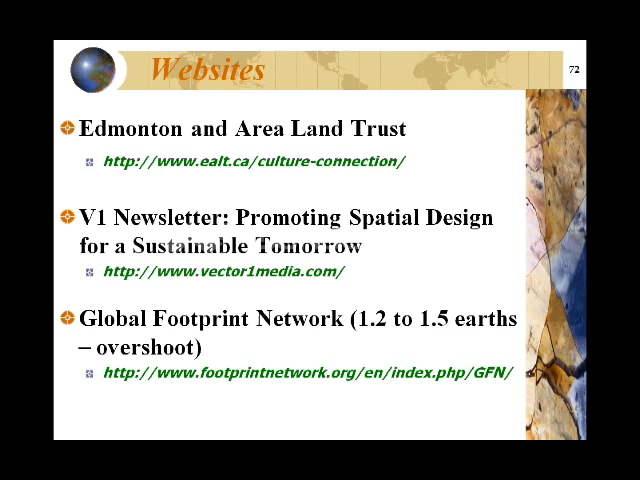 Websites
72
Edmonton and Area Land Trust
http://www.ealt.ca/culture-connection/
V1 Newsletter: Promoting Spatial Design
for a Sustainable Tomorrow
http://www.vector1media.com/
Global Footprint Network (1.2 to 1.5 earths
– overshoot)
http://www.footprintnetwork.org/en/index.php/GFN/